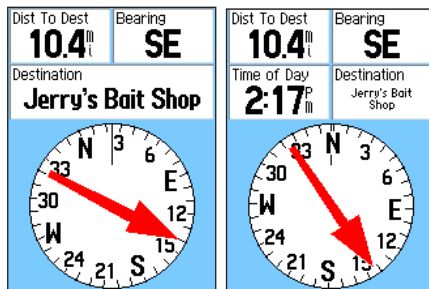 Dist To Dest Bearing
10.4mi SE
Destination
Jerry's Bait Shop
N 3 6 E 12 15 S 21 24 W 30 33
Dist To Dest Bearing
10.4mi SE
Time of Day Destination
2:17Pm Jerry's Bait
Shop
N 3 6 E 12 15 S 21 24 W 30 33